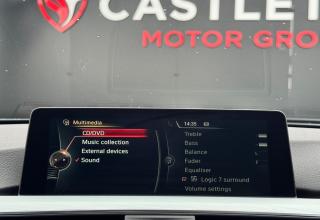 CASTLET
MOTOR GRO
Multimedia
CD/DVD
Music collection
External devices
Sound
14:35
Treble
Bass
Balance
Fader
Equaliser
Logic 7 surround
Volume settings